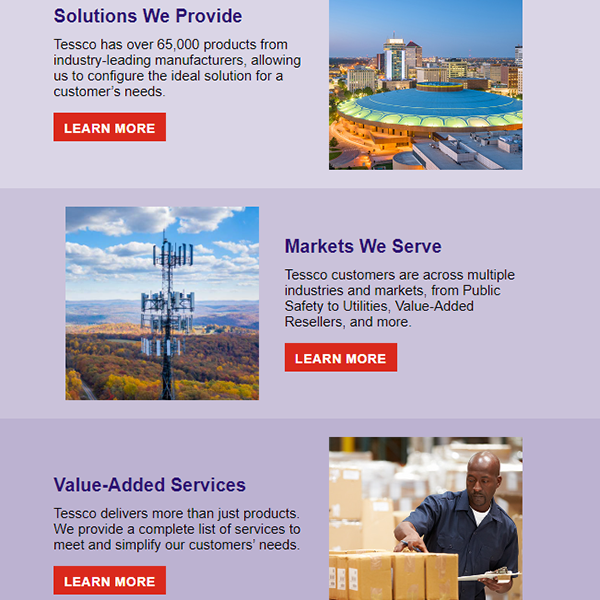 Solutions We Provide
Tessco has over 65,000 products from
industry-leading manufacturers, allowing
us to configure the ideal solution for a
customer’s needs.
LEARN MORE
Markets We Serve
Tessco customers are across multiple
industries and markets, from Public
Safety to Utilities, Value-Added
Resellers, and more.
LEARN MORE
Value-Added Services
Tessco delivers more than just products.
We provide a complete list of services to
meet and simplify our customers’ needs.
LEARN MORE